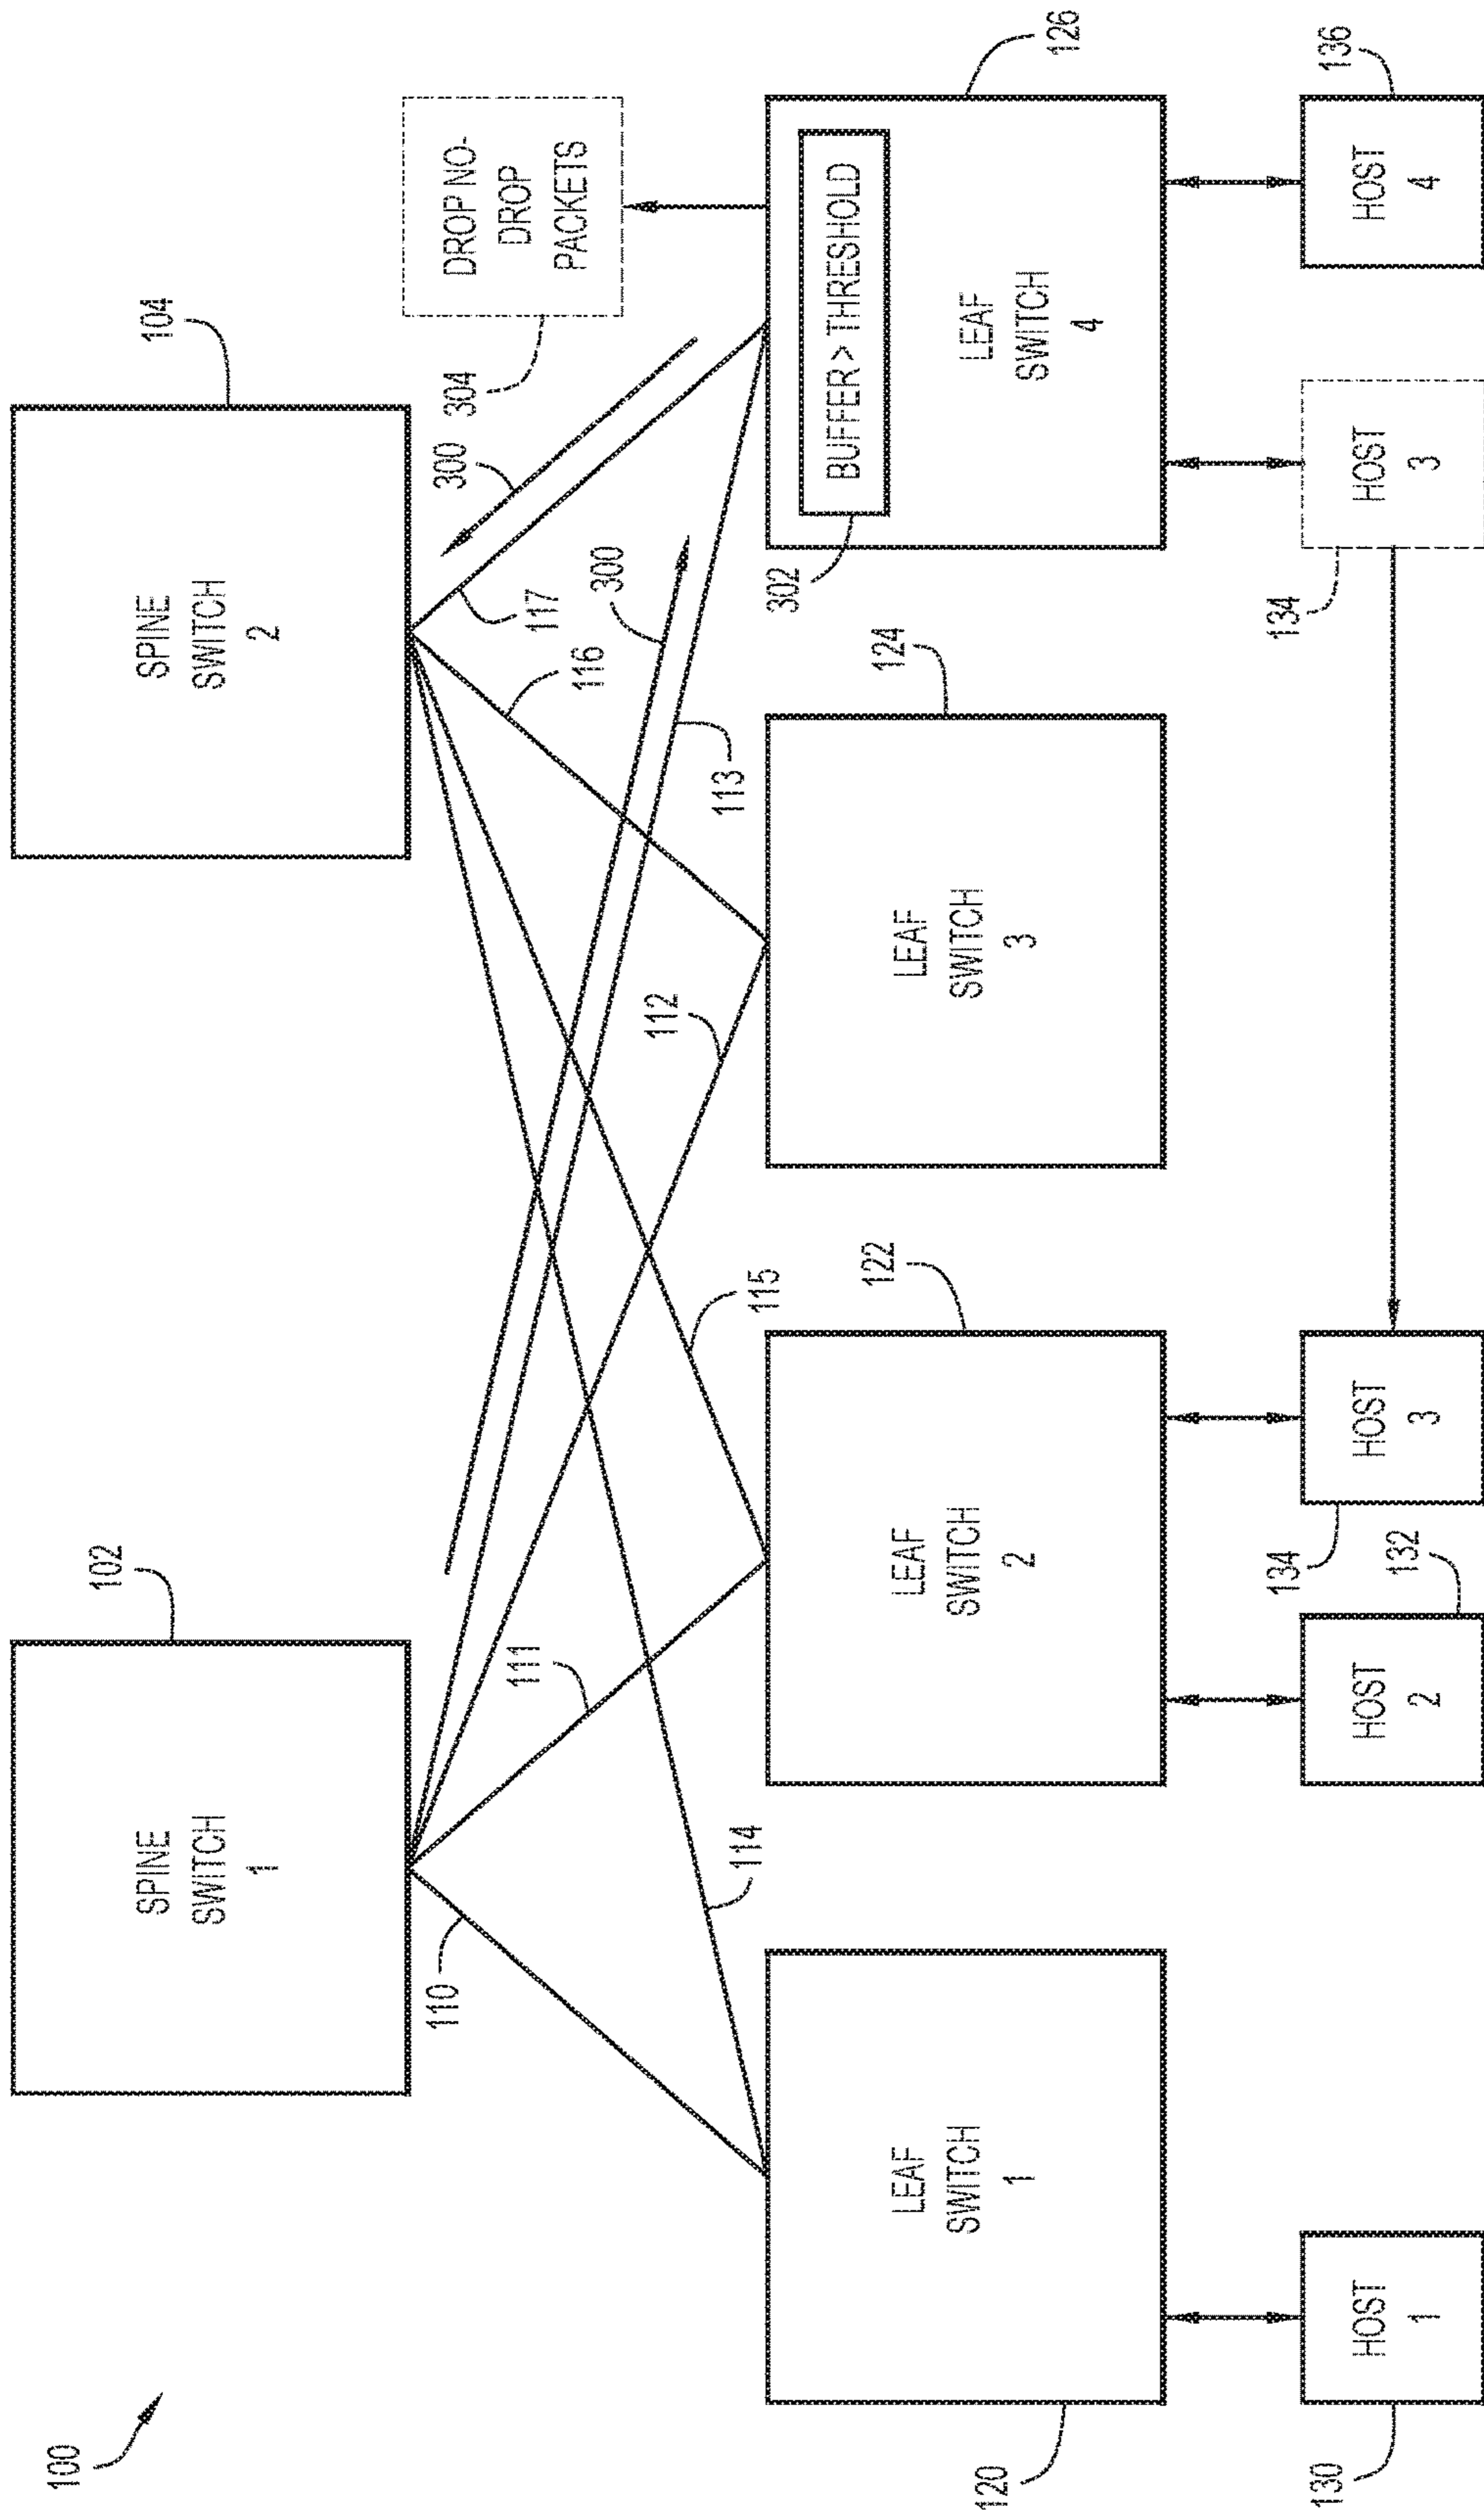 100
SPINE
SWITCH
1
102
SPINE
SWITCH
2
104
110
111
112
113
114
115
116
117
300
300
304
DROP NO-
DROP
PACKETS
LEAF
SWITCH
1
120
LEAF
SWITCH
2
122
LEAF
SWITCH
3
124
302
BUFFER > THRESHOLD
LEAF
SWITCH
4
126
HOST
1
130
HOST
2
132
HOST
3
134
HOST
3
134
HOST
4
136